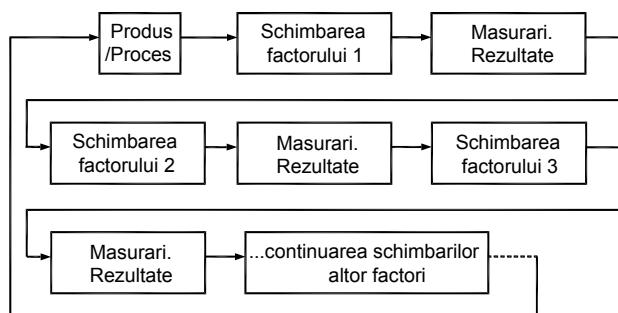 Produs
/Proces
Schimbarea
factorului 1
Masurari.
Rezultate
Schimbarea
factorului 2
Masurari.
Rezultate
Schimbarea
factorului 3
Masurari.
Rezultate
...continuarea schimbarilor
altor factori